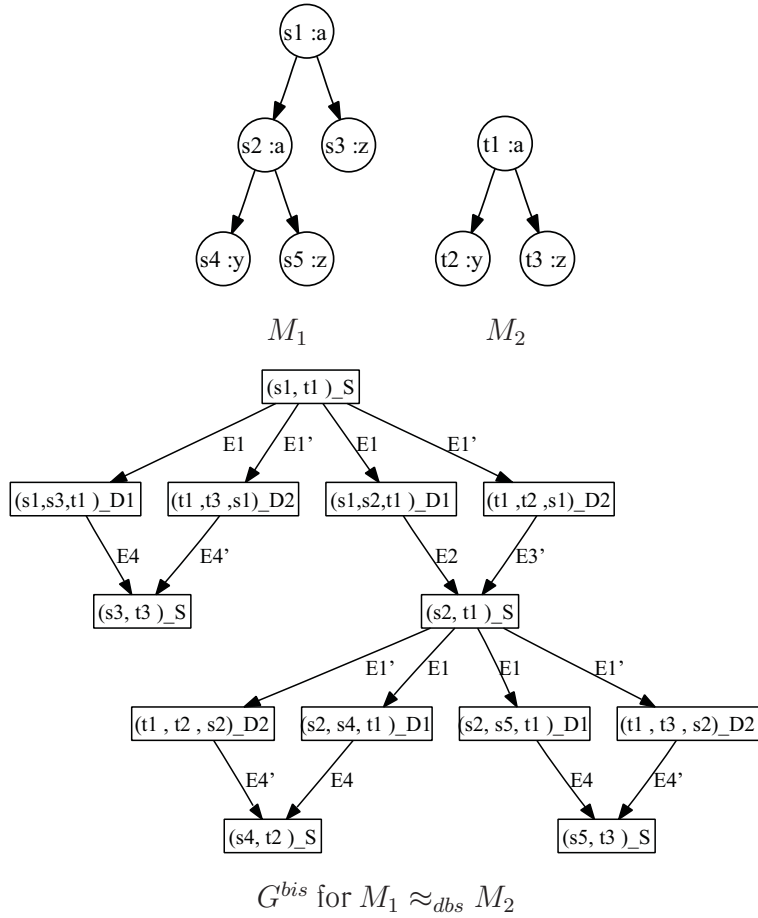 s1 :a
s2 :a s3 :z t1 :a
s4 :y s5 :z t2 :y t3 :z
M1 M2
(s1, t1 )_S
E1 E1’ E1 E1’
(s1,s3,t1 )_D1 (t1 ,t3 ,s1)_D2 (s1,s2,t1 )_D1 (t1 ,t2 ,s1)_D2
E4 E4’ E2 E3’
(s3, t3 )_S (s2, t1 )_S
E1’ E1 E1 E1’
(t1 , t2 , s2)_D2 (s2, s4, t1 )_D1 (s2, s5, t1 )_D1 (t1 , t3 , s2)_D2
E4’ E4 E4 E4’
(s4, t2 )_S (s5, t3 )_S
G^{bis} for M_1 ≈_{dbs} M_2